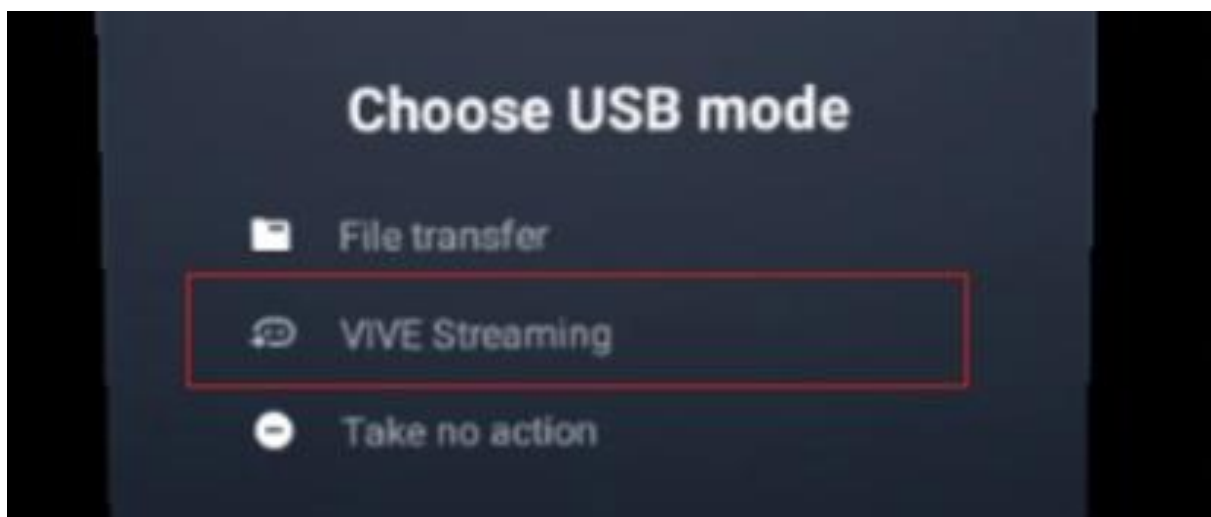 Choose USB mode
File transfer
VIVE Streaming
Take no action